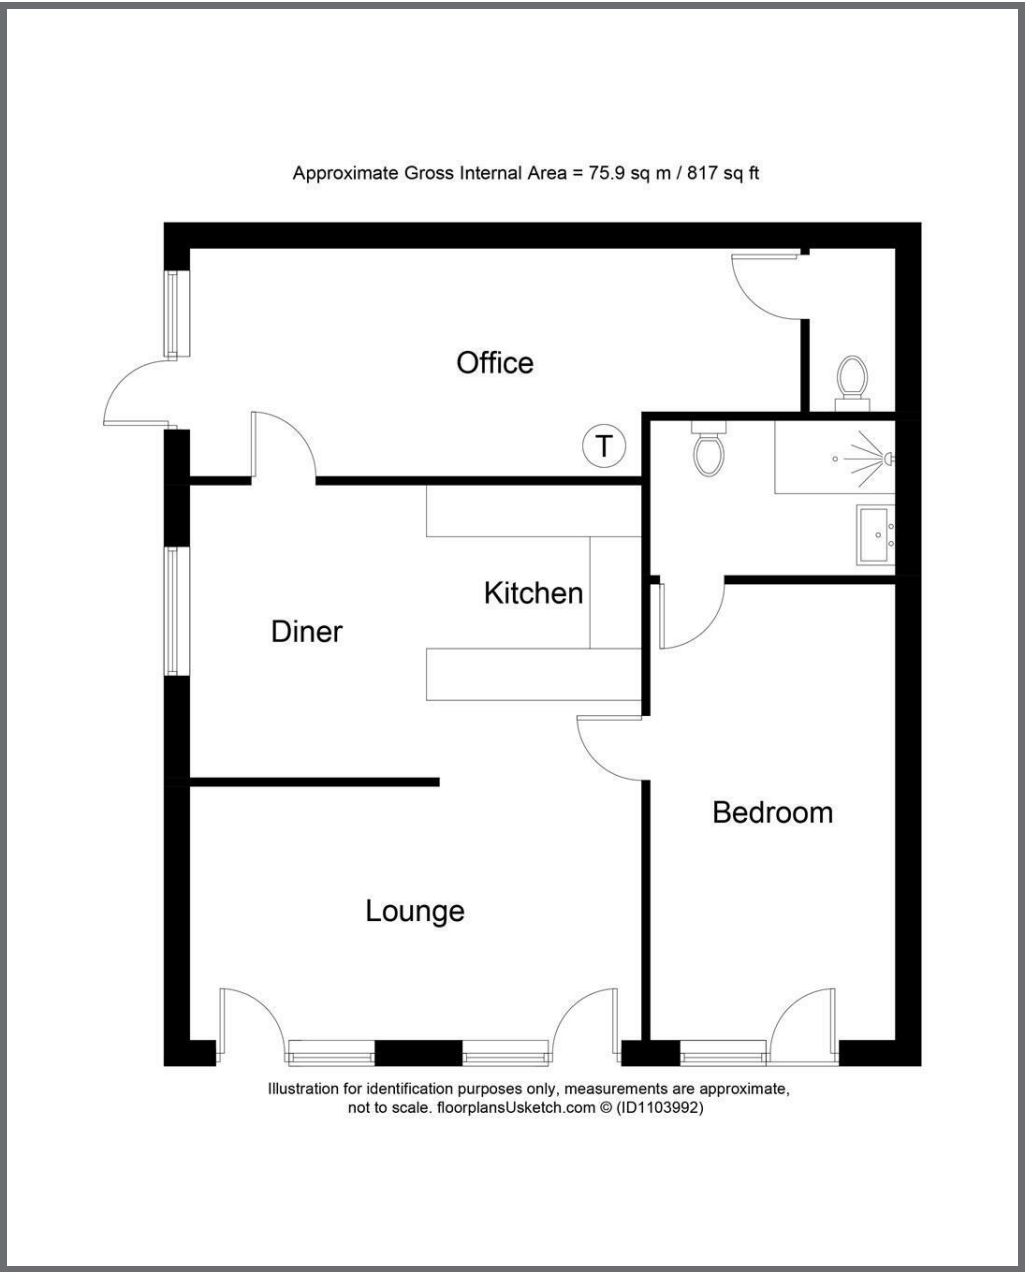 Approximate Gross Internal Area = 75.9 sq m / 817 sq ft
Office
T
Kitchen
Diner
Bedroom
Lounge
Illustration for identification purposes only, measurements are approximate,
not to scale. floorplansUsketch.com © (ID1103992)